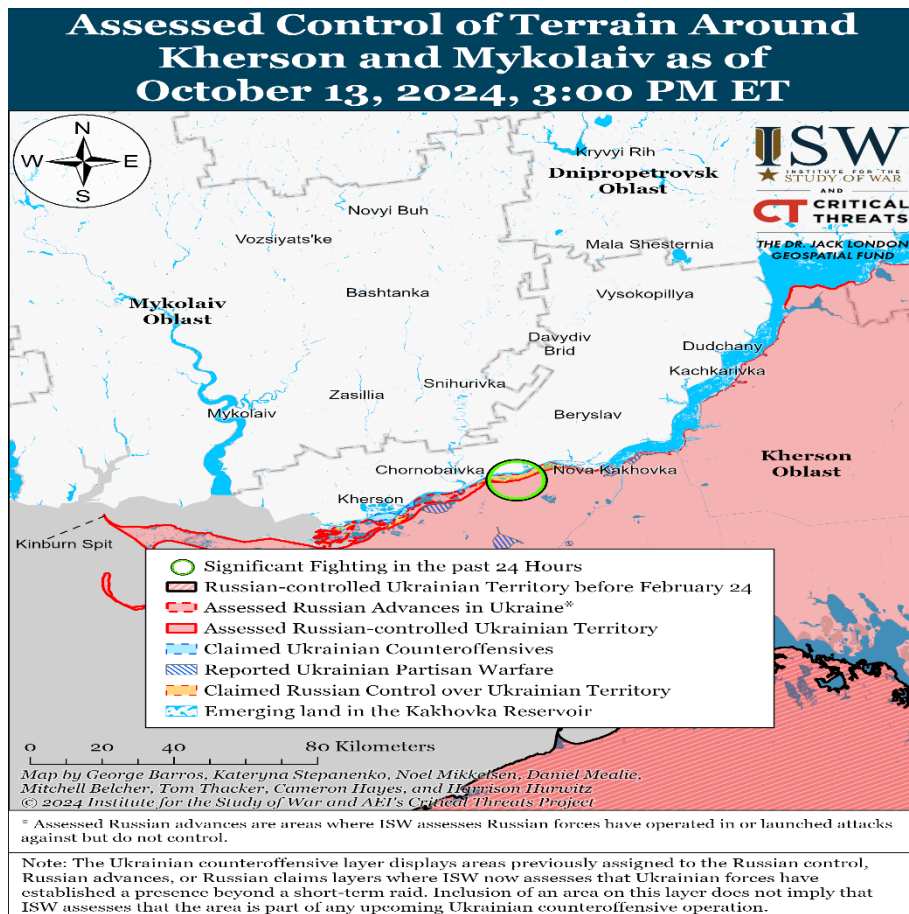 Assessed Control of Terrain Around
Kherson and Mykolaiv as of
October 13, 2024, 3:00 PM ET
N
W E
S
ISW
INSTITUTE FOR THE
STUDY OF WAR
AND
CT CRITICAL
THREATS
THE DR. JACK LONDON
GEOSPATIAL FUND
Kryvyi Rih
Dnipropetrovsk
Oblast
Novyi Buh
Vozsiyats'ke
Mala Shesternia
Bashtanka
Vysokopillya
Mykolaiv
Oblast
Davydiv
Brid
Dudchany
Kachkarivka
Snihurivka
Zasillia
Mykolaiv
Beryslav
Kherson
Oblast
Chornobaivka
Nova Kakhovka
Kherson
Kinburn Spit
Significant Fighting in the past 24 Hours
Russian-controlled Ukrainian Territory before February 24
Assessed Russian Advances in Ukraine*
Assessed Russian-controlled Ukrainian Territory
Claimed Ukrainian Counteroffensives
Reported Ukrainian Partisan Warfare
Claimed Russian Control over Ukrainian Territory
Emerging land in the Kakhovka Reservoir
0 20 40 80 Kilometers
Map by George Barros, Kateryna Stepanenko, Noel Mikkelsen, Daniel Mealie,
Mitchell Belcher, Tom Thacker, Cameron Hayes, and Harrison Hurwitz
© 2024 Institute for the Study of War and AEI's Critical Threats Project
* Assessed Russian advances are areas where ISW assesses Russian forces have operated in or launched attacks
against but do not control.
Note: The Ukrainian counteroffensive layer displays areas previously assigned to the Russian control,
Russian advances, or Russian claims layers where ISW now assesses that Ukrainian forces have
established a presence beyond a short-term raid. Inclusion of an area on this layer does not imply that
ISW assesses that the area is part of any upcoming Ukrainian counteroffensive operation.